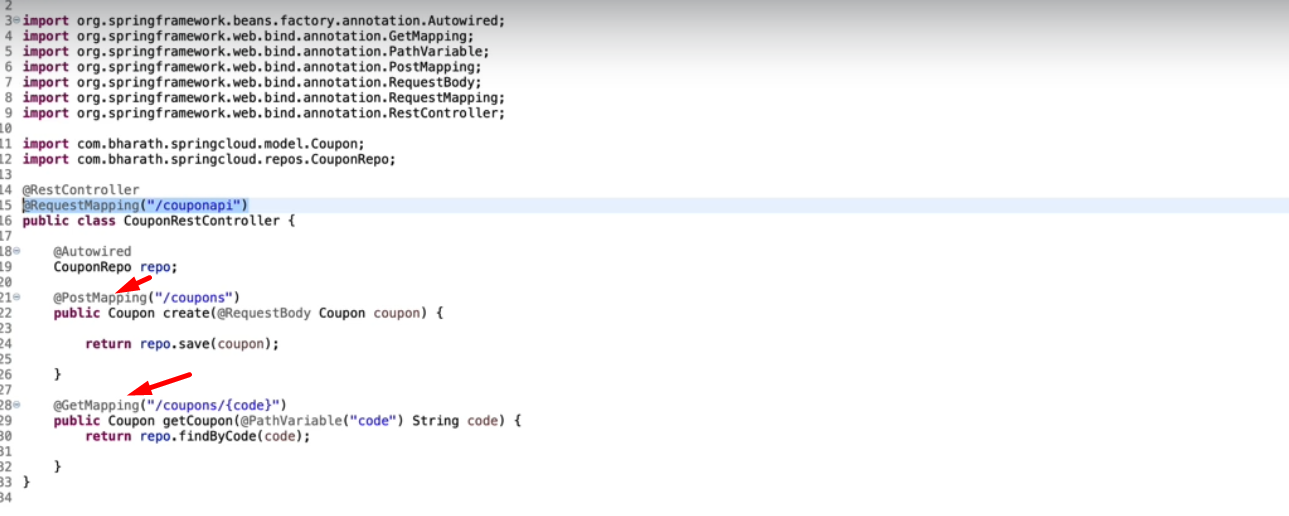 2
3 import org.springframework.beans.factory.annotation.Autowired;
4 import org.springframework.web.bind.annotation.GetMapping;
5 import org.springframework.web.bind.annotation.PathVariable;
6 import org.springframework.web.bind.annotation.PostMapping;
7 import org.springframework.web.bind.annotation.RequestBody;
8 import org.springframework.web.bind.annotation.RequestMapping;
9 import org.springframework.web.bind.annotation.RestController;
10
11 import com.bharath.springcloud.model.Coupon;
12 import com.bharath.springcloud.repos.CouponRepo;
13
14 @RestController
15 @RequestMapping("/couponapi")
16 public class CouponRestController {
17
18     @Autowired
19     CouponRepo repo;
20
21     @PostMapping("/coupons")
22     public Coupon create(@RequestBody Coupon coupon) {
23
24         return repo.save(coupon);
25
26     }
27
28     @GetMapping("/coupons/{code}")
29     public Coupon getCoupon(@PathVariable("code") String code) {
30         return repo.findByCode(code);
31
32     }
33 }
34